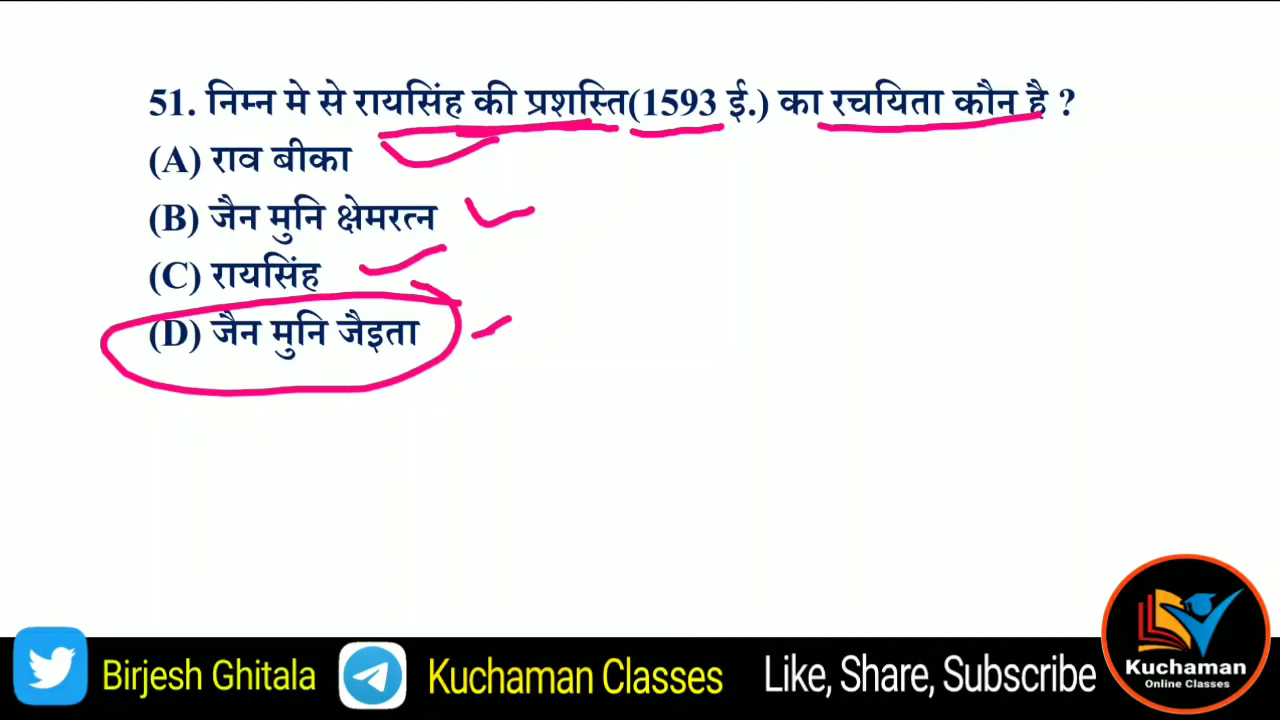 51. निम्न मे से रायसिंह की प्रशस्ति(1593 ई.) का रचयिता कौन है ?
(A) राव बीका
(B) जैन मुनि क्षेमरत्न
(C) रायसिंह
(D) जैन मुनि जैइता
Birjesh Ghitala
Kuchaman Classes
Like, Share, Subscribe
Kuchaman
Online Classes